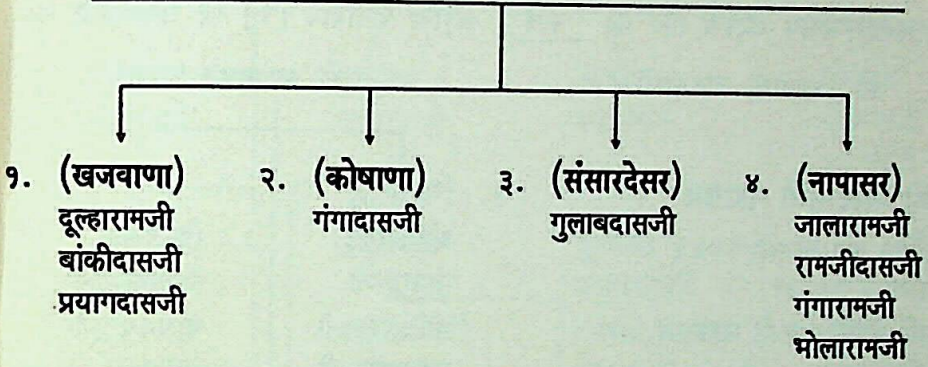 १. (खजवाणा)
दूल्हारामजी
बांकीदासजी
प्रयागदासजी
२. (कोषाणा)
गंगादासजी
३. (संसारदेसर)
गुलाबदासजी
४. (नापासर)
जालारामजी
रामजीदासजी
गंगारामजी
भोलारामजी